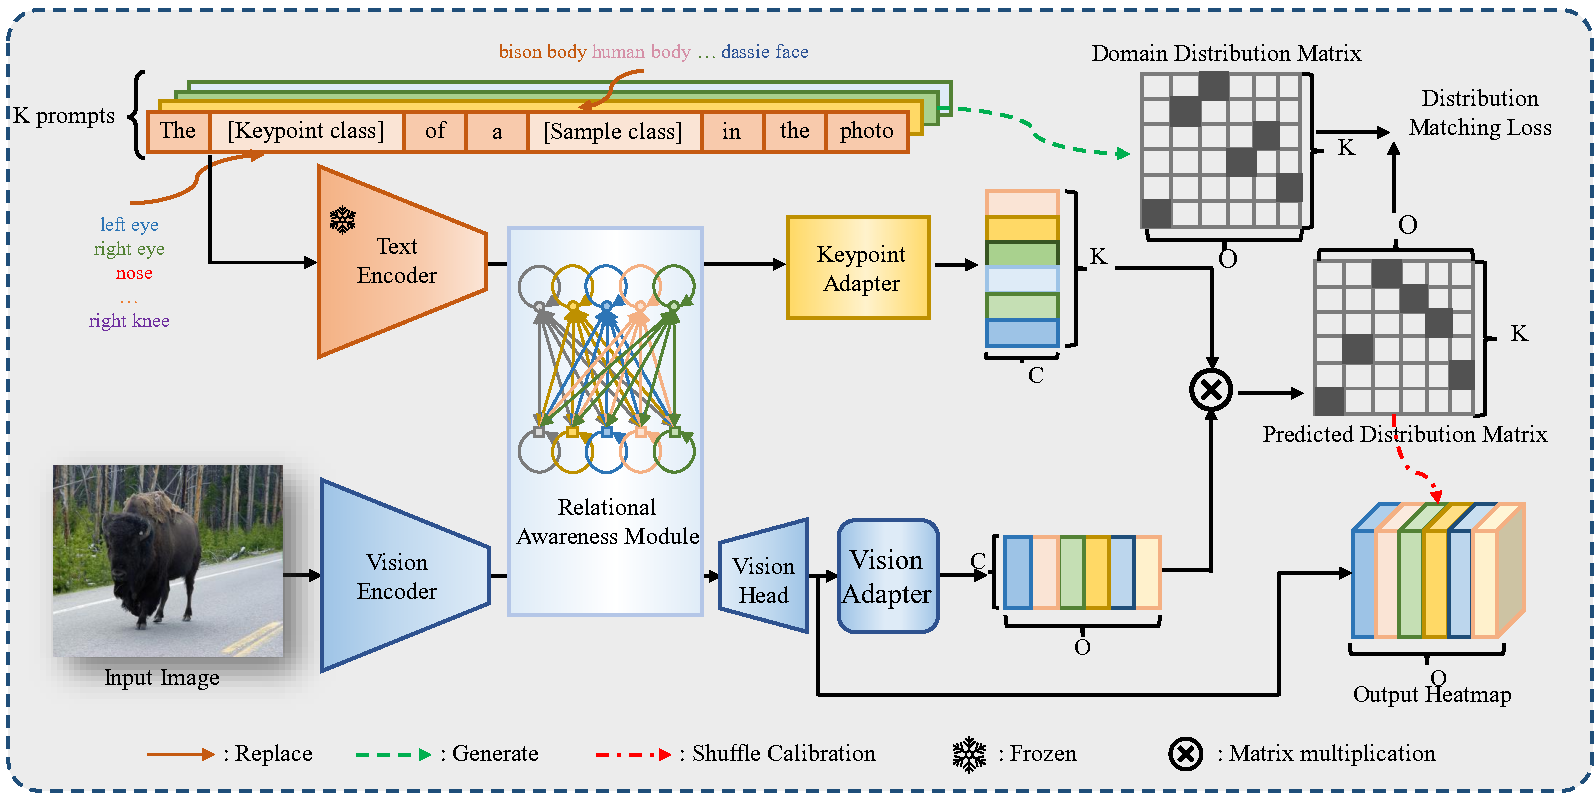 bison body human body … dassie face
Domain Distribution Matrix
K prompts
The [Keypoint class] of a [Sample class] in the photo
Distribution
Matching Loss
K
O
left eye
right eye
nose
…
right knee
Text
Encoder
Keypoint
Adapter
K
C
O
K
Predicted Distribution Matrix
Relational
Awareness Module
Vision
Encoder
Vision
Head
Vision
Adapter
C
O
Input Image
O
Output Heatmap
: Replace
: Generate
: Shuffle Calibration
: Frozen
: Matrix multiplication